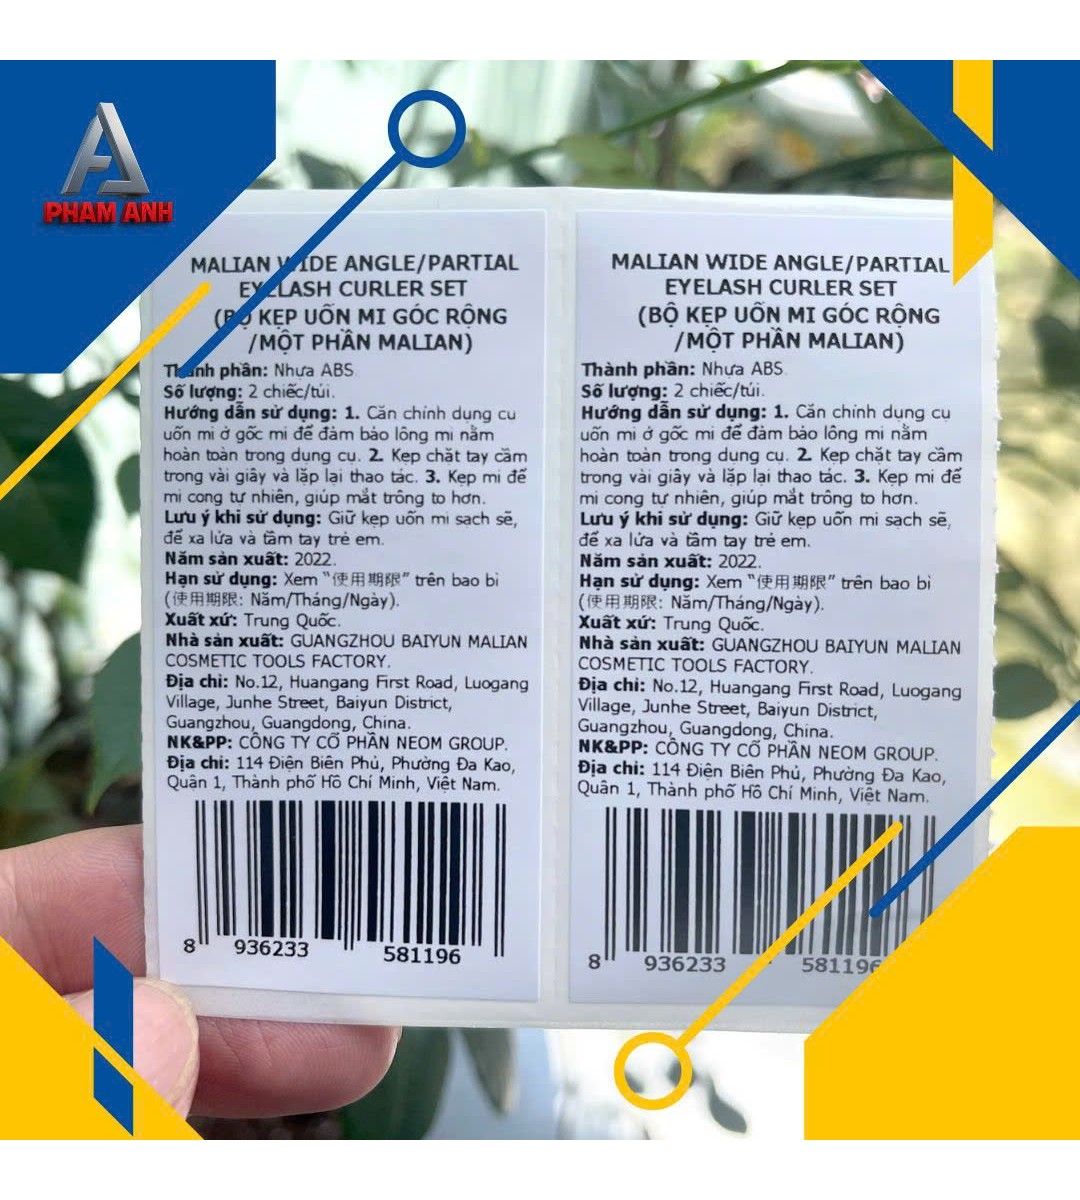 PHAM ANH
MALIAN WIDE ANGLE/PARTIAL
EYELASH CURLER SET
(BỘ KẸP UỐN MI GÓC RỘNG
/MỘT PHẦN MALIAN)
Thành phần: Nhựa ABS
Số lượng: 2 chiếc/túi.
Hướng dẫn sử dụng: 1. Căn chỉnh dụng cụ
uốn mi ở gốc mi để đảm bảo lông mi nằm
hoàn toàn trong dụng cụ. 2. Kẹp chặt tay cầm
trong vài giây và lặp lại thao tác. 3. Kẹp mi để
mi cong tự nhiên, giúp mắt trông to hơn.
Lưu ý khi sử dụng: Giữ kẹp uốn mi sạch sẽ,
để xa lửa và tầm tay trẻ em.
Năm sản xuất: 2022.
Hạn sử dụng: Xem “使用期限” trên bao bì
(使用期限: Năm/Tháng/Ngày).
Xuất xứ: Trung Quốc.
Nhà sản xuất: GUANGZHOU BAIYUN MALIAN
COSMETIC TOOLS FACTORY.
Địa chỉ: No.12, Huangang First Road, Luogang
Village, Junhe Street, Baiyun District,
Guangzhou, Guangdong, China.
NK&PP: CÔNG TY CỔ PHẦN NEOM GROUP.
Địa chỉ: 114 Điện Biên Phủ, Phường Đa Kao,
Quận 1, Thành phố Hồ Chí Minh, Việt Nam.
8 936233 581196
MALIAN WIDE ANGLE/PARTIAL
EYELASH CURLER SET
(BỘ KẸP UỐN MI GÓC RỘNG
/MỘT PHẦN MALIAN)
Thành phần: Nhựa ABS.
Số lượng: 2 chiếc/túi.
Hướng dẫn sử dụng: 1. Căn chỉnh dụng cụ
uốn mi ở gốc mi để đảm bảo lông mi nằm
hoàn toàn trong dụng cụ. 2. Kẹp chặt tay cầm
trong vài giây và lặp lại thao tác. 3. Kẹp mi để
mi cong tự nhiên, giúp mắt trông to hơn.
Lưu ý khi sử dụng: Giữ kẹp uốn mi sạch sẽ,
để xa lửa và tầm tay trẻ em.
Năm sản xuất: 2022.
Hạn sử dụng: Xem “使用期限” trên bao bì
(使用期限: Năm/Tháng/Ngày).
Xuất xứ: Trung Quốc.
Nhà sản xuất: GUANGZHOU BAIYUN MALIAN
COSMETIC TOOLS FACTORY.
Địa chỉ: No.12, Huangang First Road, Luogang
Village, Junhe Street, Baiyun District,
Guangzhou, Guangdong, China.
NK&PP: CÔNG TY CỔ PHẦN NEOM GROUP.
Địa chỉ: 114 Điện Biên Phủ, Phường Đa Kao,
Quận 1, Thành phố Hồ Chí Minh, Việt Nam.
8 936233 581196